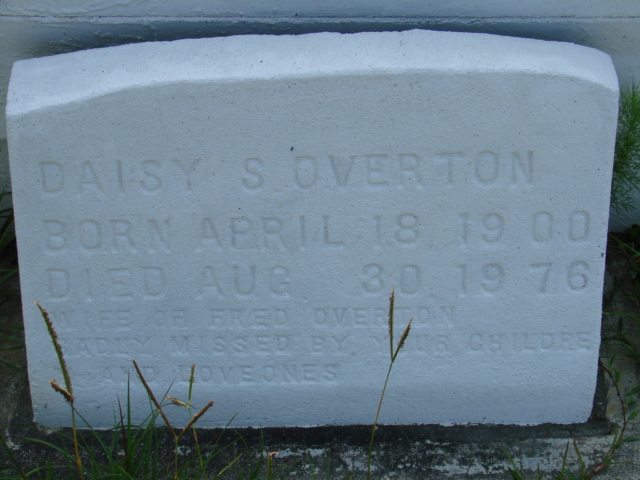 DAISY S. OVERTON
BORN APRIL 18 1900
DIED AUG. 30, 1976
WIFE OF FRED OVERTON
SADLY MISSED BY YOUR CHILDRE
AND LOVEONES